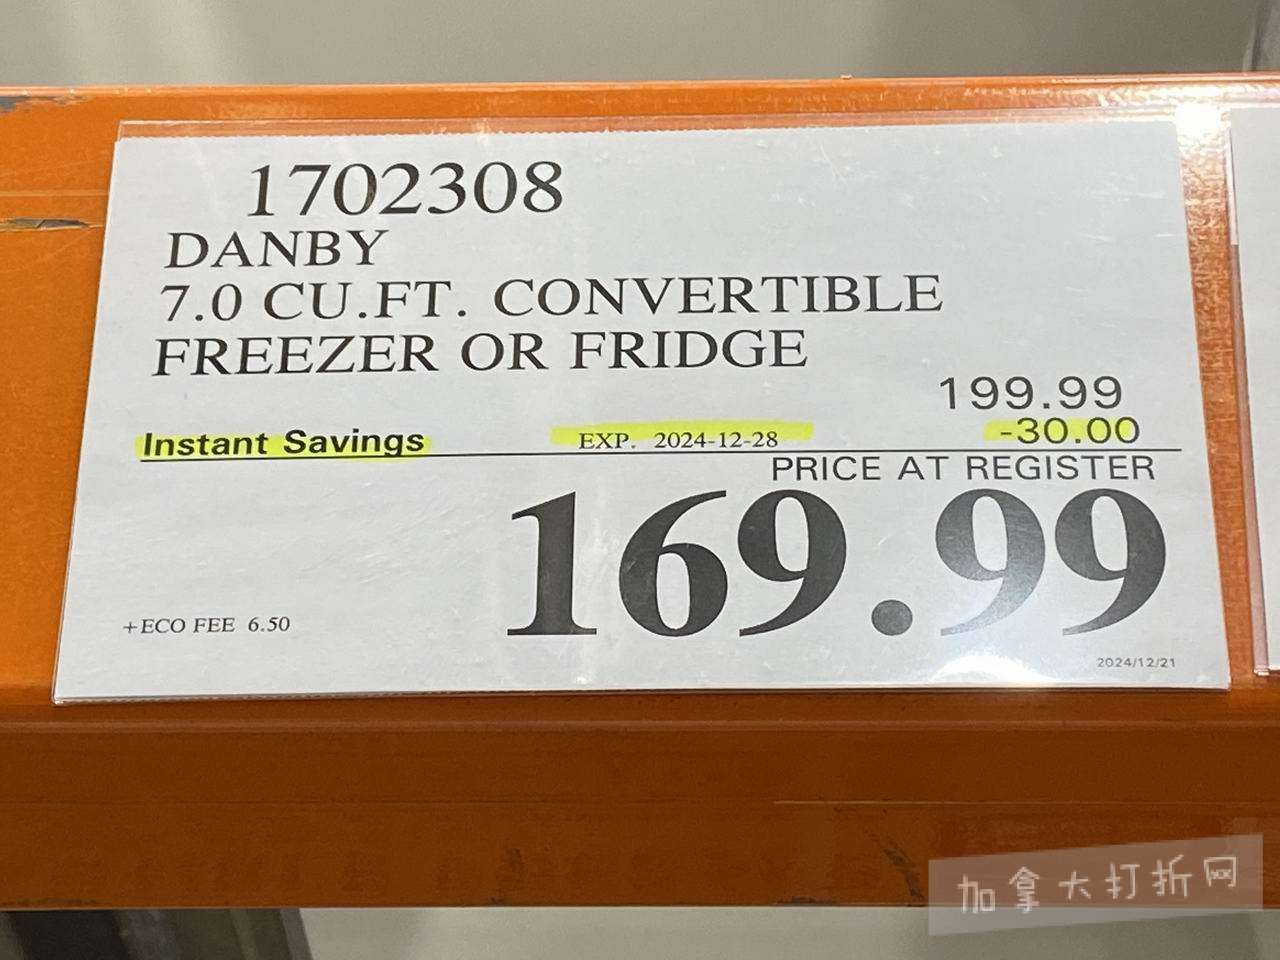 1702308
DANBY
7.0 CU.FT. CONVERTIBLE
FREEZER OR FRIDGE
199.99
Instant Savings EXP. 2024-12-28 -30.00
PRICE AT REGISTER
169.99
+ECO FEE 6.50
2024/12/21
加拿大打折网